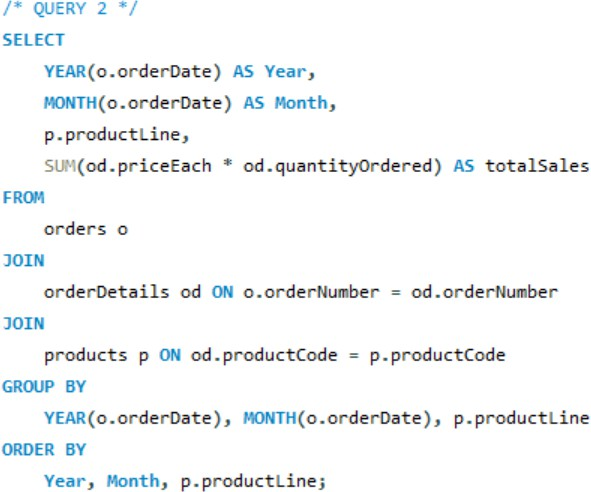 /* QUERY 2 */
SELECT
YEAR(o.orderDate) AS Year,
MONTH(o.orderDate) AS Month,
p.productLine,
SUM(od.priceEach * od.quantityOrdered) AS totalSales
FROM
orders o
JOIN
orderDetails od ON o.orderNumber = od.orderNumber
JOIN
products p ON od.productCode = p.productCode
GROUP BY
YEAR(o.orderDate), MONTH(o.orderDate), p.productLine
ORDER BY
Year, Month, p.productLine;